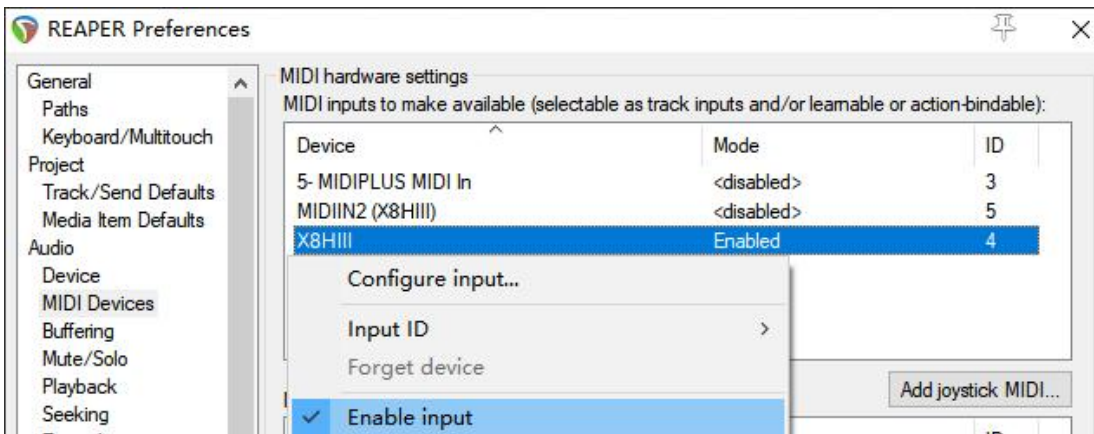 REAPER Preferences
General
Paths
Keyboard/Multitouch
Project
Track/Send Defaults
Media Item Defaults
Audio
Device
MIDI Devices
Buffering
Mute/Solo
Playback
Seeking
MIDI hardware settings
MIDI inputs to make available (selectable as track inputs and/or learnable or action-bindable):
Device Mode ID
5- MIDIPLUS MIDI In <disabled> 3
MIDIIN2 (X8HIII) <disabled> 5
X8HIII Enabled 4
Configure input...
Input ID
Forget device
Enable input
Add joystick MIDI...